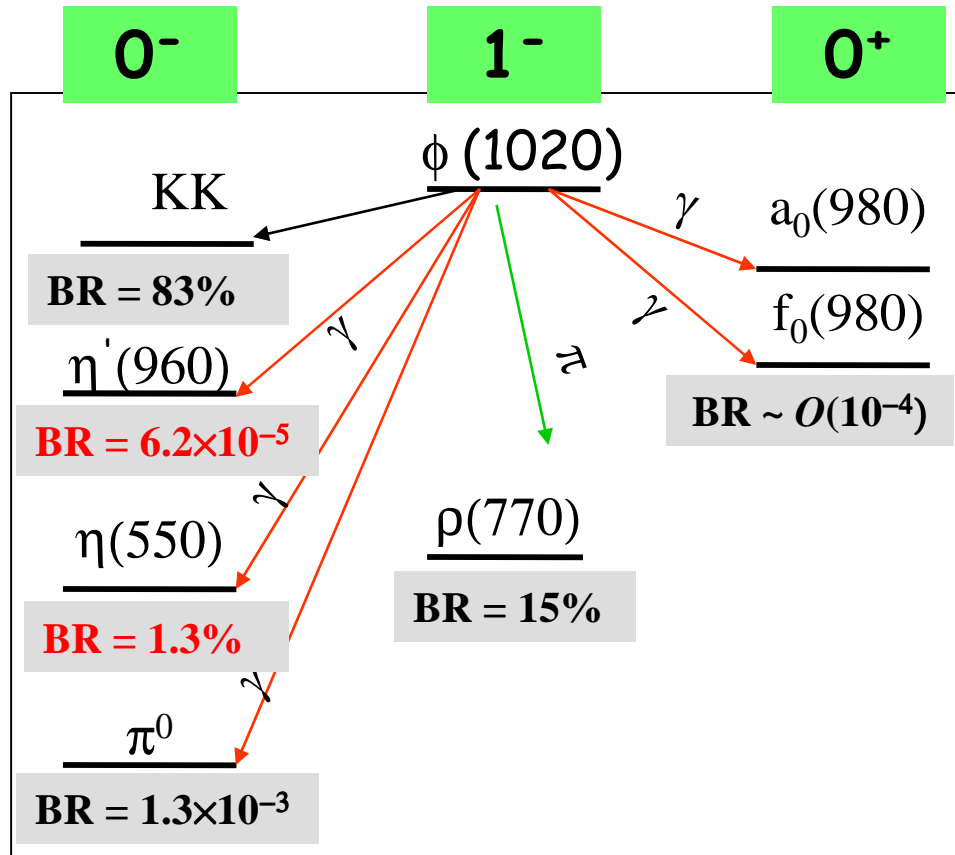 0⁻ 1⁻ 0⁺
ϕ (1020)
KK
BR = 83%
γ
a₀(980)
γ
f₀(980)
BR ~ O(10⁻⁴)
γ
π
η'(960)
BR = 6.2×10⁻⁵
γ
η(550)
BR = 1.3%
ρ(770)
BR = 15%
γ
π⁰
BR = 1.3×10⁻³